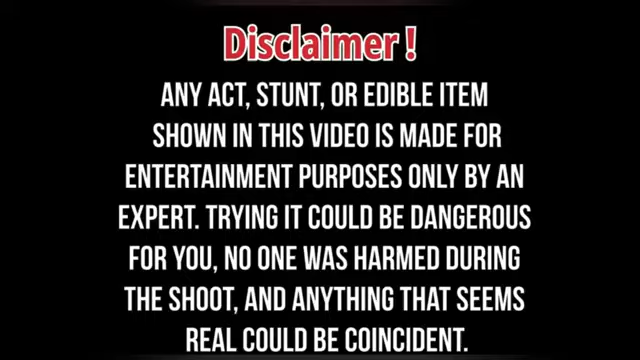 Disclaimer !
ANY ACT, STUNT, OR EDIBLE ITEM
SHOWN IN THIS VIDEO IS MADE FOR
ENTERTAINMENT PURPOSES ONLY BY AN
EXPERT. TRYING IT COULD BE DANGEROUS
FOR YOU, NO ONE WAS HARMED DURING
THE SHOOT, AND ANYTHING THAT SEEMS
REAL COULD BE COINCIDENT.